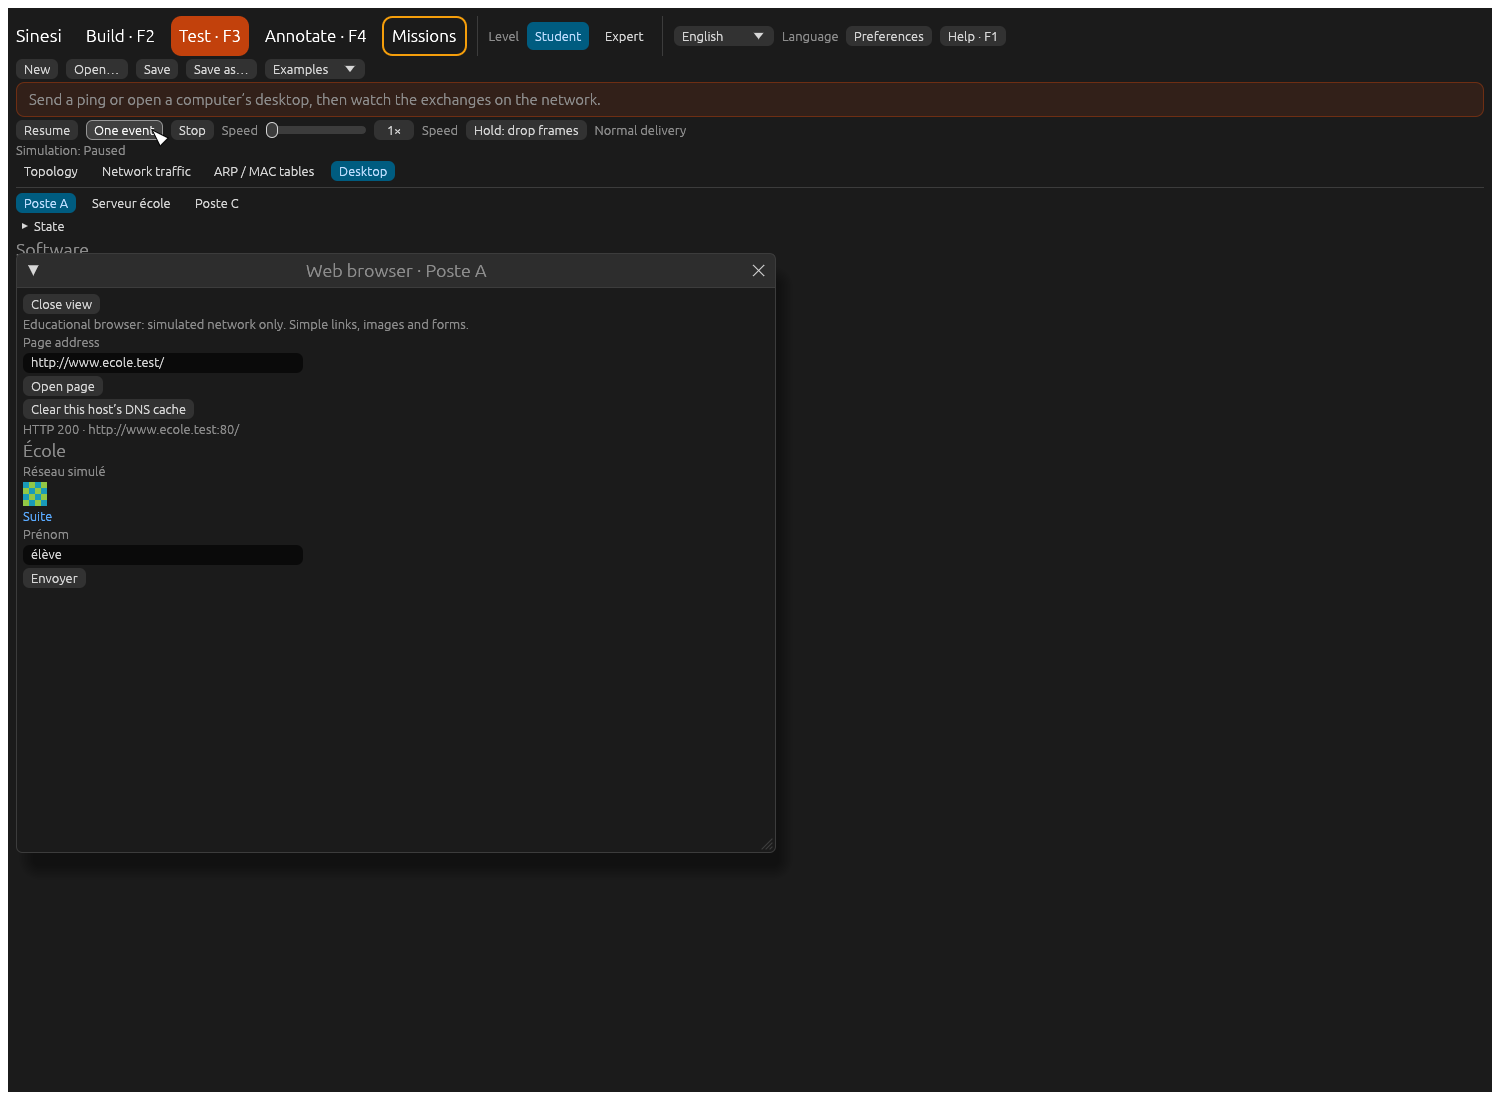 Sinesi Build · F2 Test · F3 Annotate · F4 Missions Level Student Expert English Language Preferences Help · F1
New Open… Save Save as… Examples
Send a ping or open a computer’s desktop, then watch the exchanges on the network.
Resume One event Stop Speed 1× Speed Hold: drop frames Normal delivery
Simulation: Paused
Topology Network traffic ARP / MAC tables Desktop
Poste A Serveur école Poste C
State
Software
Web browser · Poste A
Close view
Educational browser: simulated network only. Simple links, images and forms.
Page address
http://www.ecole.test/
Open page
Clear this host’s DNS cache
HTTP 200 · http://www.ecole.test:80/
École
Réseau simulé
Suite
Prénom
élève
Envoyer